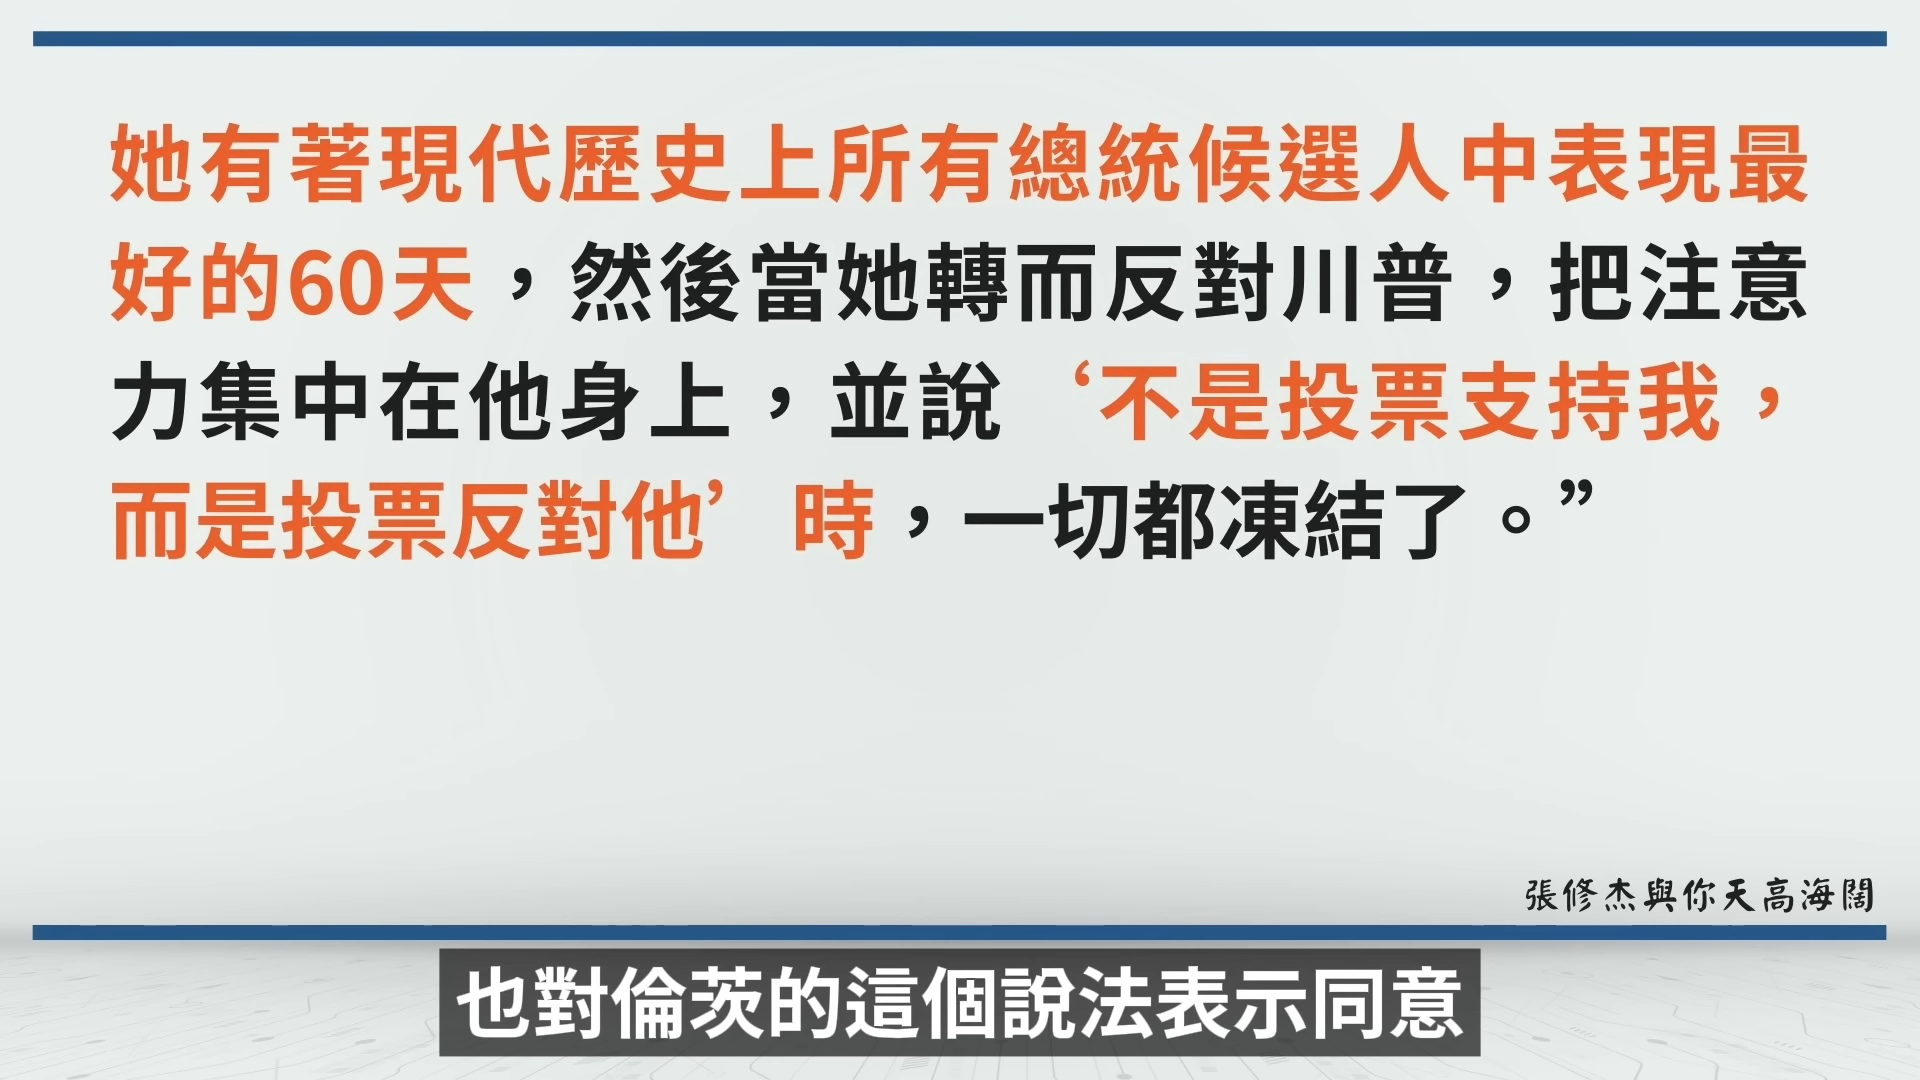 她有著現代歷史上所有總統候選人中表現最
好的60天，然後當她轉而反對川普，把注意
力集中在他身上，並說‘不是投票支持我，
而是投票反對他’時，一切都凍結了。”
張修杰與你天高海闊
也對倫茨的這個說法表示同意